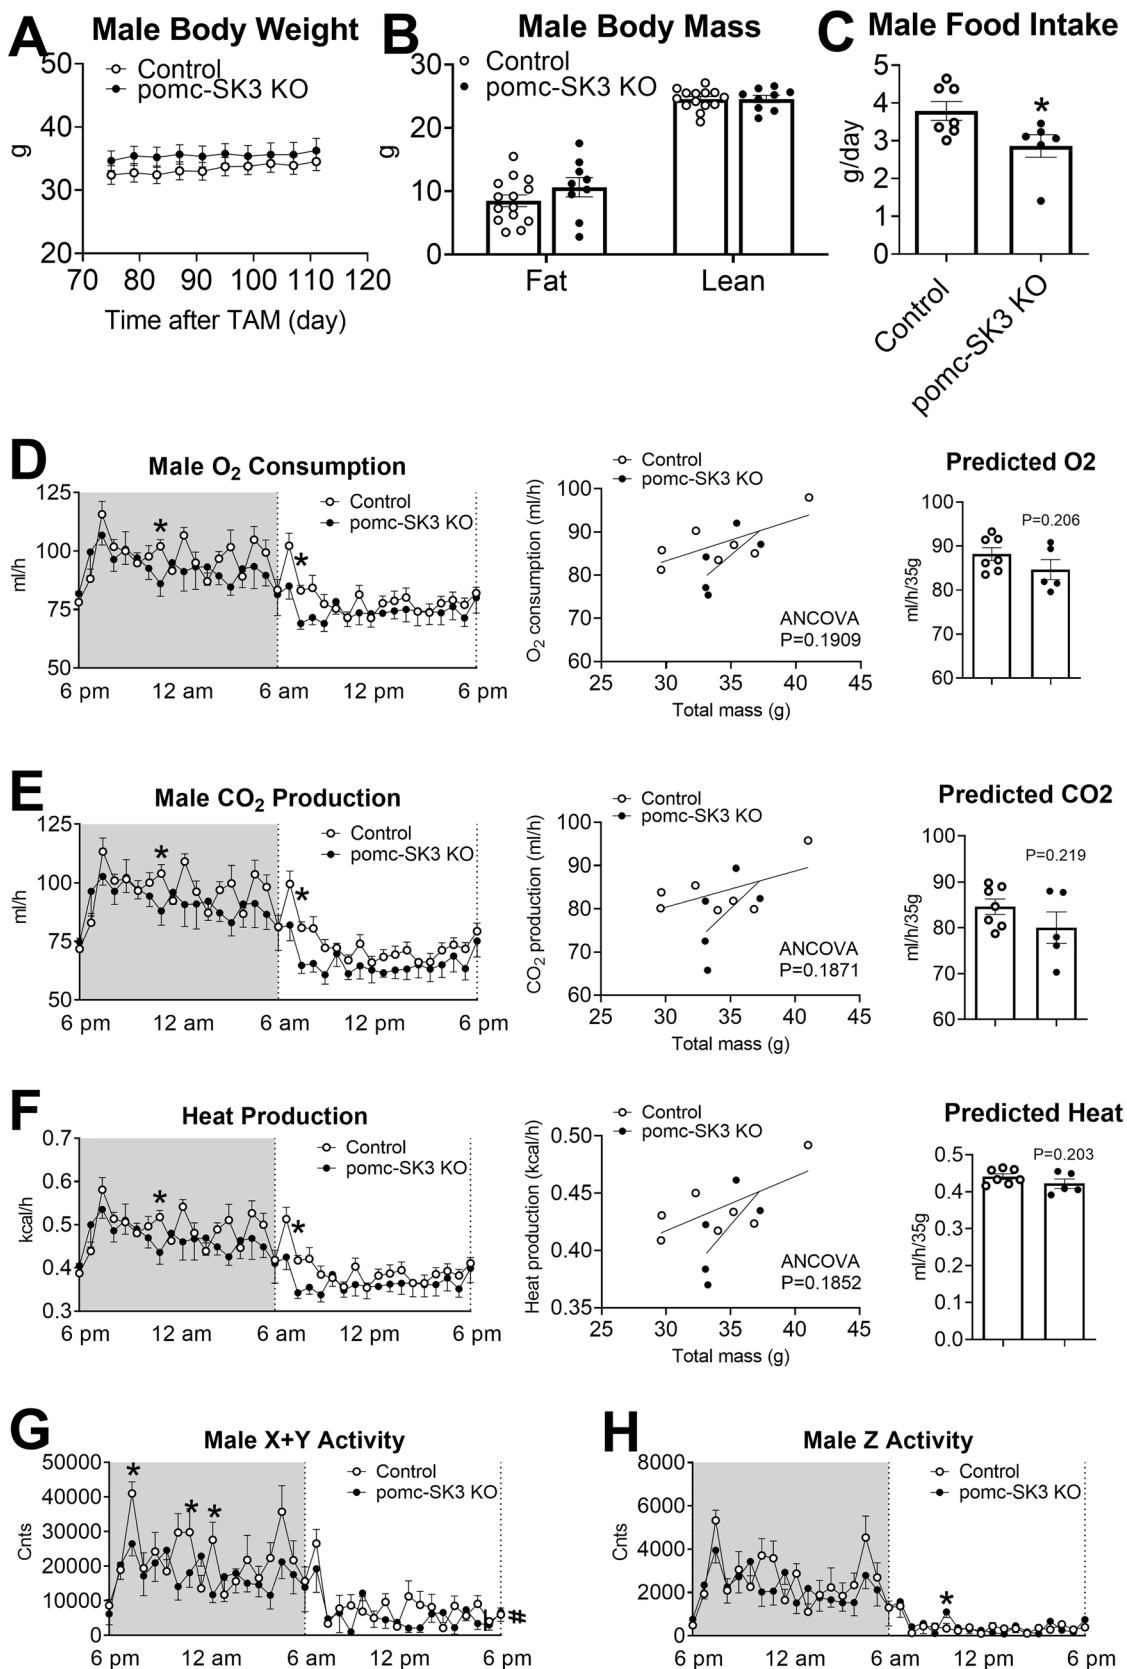 A
Male Body Weight
Control
pomc-SK3 KO
g
50
40
30
20
70 80 90 100 110 120
Time after TAM (day)
B
Male Body Mass
Control
pomc-SK3 KO
g
30
20
10
0
Fat Lean
C
Male Food Intake
g/day
5
4
3
2
1
0
*
Control
pomc-SK3 KO
D
Male O2 Consumption
Control
pomc-SK3 KO
ml/h
125
100
75
50
* *
6 pm 12 am 6 am 12 pm 6 pm
Control
pomc-SK3 KO
O2 consumption (ml/h)
100
90
80
70
60
ANCOVA
P=0.1909
25 30 35 40 45
Total mass (g)
Predicted O2
P=0.206
ml/h/35g
100
90
80
70
60
E
Male CO2 Production
Control
pomc-SK3 KO
ml/h
125
100
75
50
* *
6 pm 12 am 6 am 12 pm 6 pm
Control
pomc-SK3 KO
CO2 production (ml/h)
100
90
80
70
60
ANCOVA
P=0.1871
25 30 35 40 45
Total mass (g)
Predicted CO2
P=0.219
ml/h/35g
100
90
80
70
60
F
Heat Production
Control
pomc-SK3 KO
kcal/h
0.7
0.6
0.5
0.4
0.3
* *
6 pm 12 am 6 am 12 pm 6 pm
Control
pomc-SK3 KO
Heat production (kcal/h)
0.50
0.45
0.40
0.35
ANCOVA
P=0.1852
25 30 35 40 45
Total mass (g)
Predicted Heat
P=0.203
ml/h/35g
0.5
0.4
0.3
0.2
0.1
0.0
G
Male X+Y Activity
Control
pomc-SK3 KO
Cnts
50000
40000
30000
20000
10000
0
* * *
#
6 pm 12 am 6 am 12 pm 6 pm
H
Male Z Activity
Control
pomc-SK3 KO
Cnts
8000
6000
4000
2000
0
*
6 pm 12 am 6 am 12 pm 6 pm